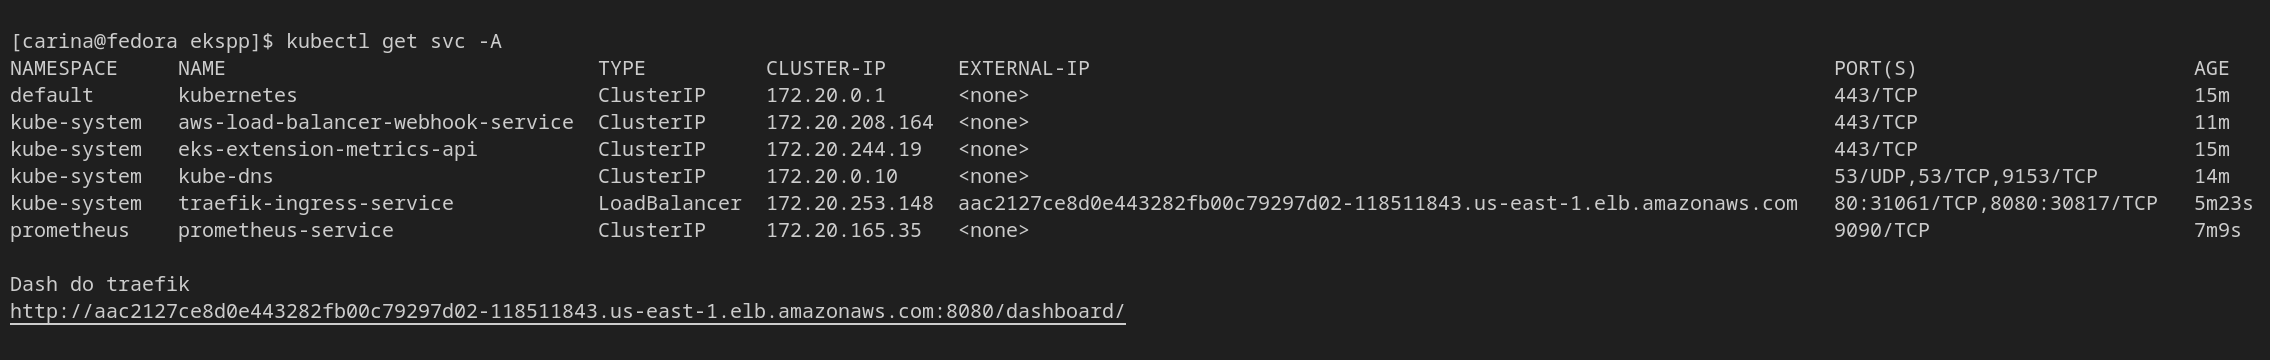 [carina@fedora ekspp]$ kubectl get svc -A
NAMESPACE     NAME                               TYPE          CLUSTER-IP      EXTERNAL-IP                                                               PORT(S)                       AGE
default       kubernetes                         ClusterIP     172.20.0.1      <none>                                                                    443/TCP                       15m
kube-system   aws-load-balancer-webhook-service  ClusterIP     172.20.208.164  <none>                                                                    443/TCP                       11m
kube-system   eks-extension-metrics-api          ClusterIP     172.20.244.19   <none>                                                                    443/TCP                       15m
kube-system   kube-dns                           ClusterIP     172.20.0.10     <none>                                                                    53/UDP,53/TCP,9153/TCP        14m
kube-system   traefik-ingress-service            LoadBalancer  172.20.253.148  aac2127ce8d0e443282fb00c79297d02-118511843.us-east-1.elb.amazonaws.com   80:31061/TCP,8080:30817/TCP   5m23s
prometheus    prometheus-service                 ClusterIP     172.20.165.35   <none>                                                                    9090/TCP                      7m9s
Dash do traefik
http://aac2127ce8d0e443282fb00c79297d02-118511843.us-east-1.elb.amazonaws.com:8080/dashboard/